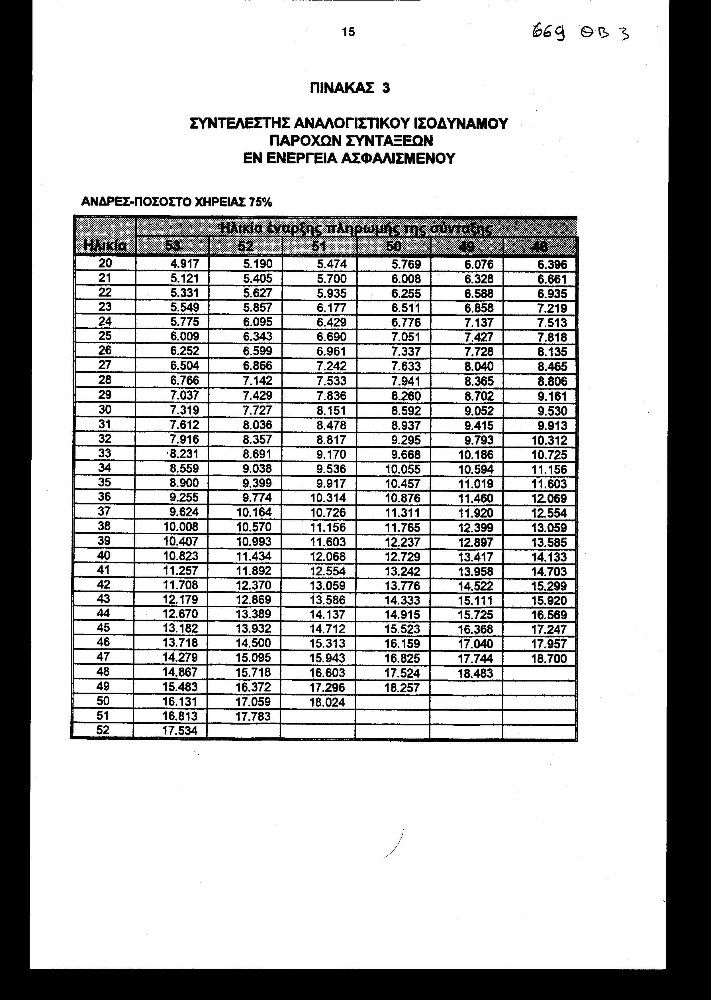 15
669 ΘΒ 3
ΠΙΝΑΚΑΣ 3
ΣΥΝΤΕΛΕΣΤΗΣ ΑΝΑΛΟΓΙΣΤΙΚΟΥ ΙΣΟΔΥΝΑΜΟΥ
ΠΑΡΟΧΩΝ ΣΥΝΤΑΞΕΩΝ
ΕΝ ΕΝΕΡΓΕΙΑ ΑΣΦΑΛΙΣΜΕΝΟΥ
ΑΝΔΡΕΣ-ΠΟΣΟΣΤΟ ΧΗΡΕΙΑΣ 75%
Ηλικία έναρξης πληρωμής της σύνταξης
Ηλικία 53 52 51 50 49 48
20 4.917 5.190 5.474 5.769 6.076 6.396
21 5.121 5.405 5.700 6.008 6.328 6.661
22 5.331 5.627 5.935 6.255 6.588 6.935
23 5.549 5.857 6.177 6.511 6.858 7.219
24 5.775 6.095 6.429 6.776 7.137 7.513
25 6.009 6.343 6.690 7.051 7.427 7.818
26 6.252 6.599 6.961 7.337 7.728 8.135
27 6.504 6.866 7.242 7.633 8.040 8.465
28 6.766 7.142 7.533 7.941 8.365 8.806
29 7.037 7.429 7.836 8.260 8.702 9.161
30 7.319 7.727 8.151 8.592 9.052 9.530
31 7.612 8.036 8.478 8.937 9.415 9.913
32 7.916 8.357 8.817 9.295 9.793 10.312
33 8.231 8.691 9.170 9.668 10.186 10.725
34 8.559 9.038 9.536 10.055 10.594 11.156
35 8.900 9.399 9.917 10.457 11.019 11.603
36 9.255 9.774 10.314 10.876 11.460 12.069
37 9.624 10.164 10.726 11.311 11.920 12.554
38 10.008 10.570 11.156 11.765 12.399 13.059
39 10.407 10.993 11.603 12.237 12.897 13.585
40 10.823 11.434 12.068 12.729 13.417 14.133
41 11.257 11.892 12.554 13.242 13.958 14.703
42 11.708 12.370 13.059 13.776 14.522 15.299
43 12.179 12.869 13.586 14.333 15.111 15.920
44 12.670 13.389 14.137 14.915 15.725 16.569
45 13.182 13.932 14.712 15.523 16.368 17.247
46 13.718 14.500 15.313 16.159 17.040 17.957
47 14.279 15.095 15.943 16.825 17.744 18.700
48 14.867 15.718 16.603 17.524 18.483
49 15.483 16.372 17.296 18.257
50 16.131 17.059 18.024
51 16.813 17.783
52 17.534